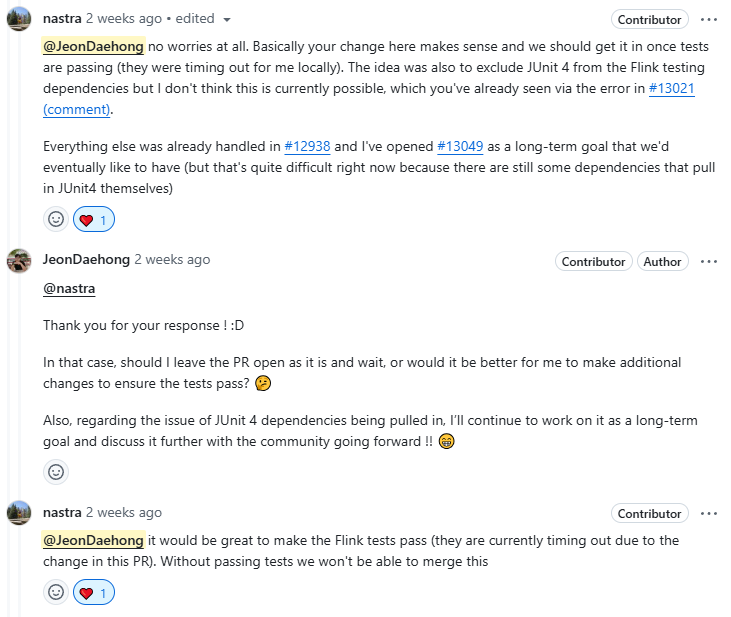 nastra 2 weeks ago • edited Contributor
@JeonDaehong no worries at all. Basically your change here makes sense and we should get it in once tests
are passing (they were timing out for me locally). The idea was also to exclude JUnit 4 from the Flink testing
dependencies but I don't think this is currently possible, which you've already seen via the error in #13021
(comment).
Everything else was already handled in #12938 and I've opened #13049 as a long-term goal that we'd
eventually like to have (but that's quite difficult right now because there are still some dependencies that pull
in JUnit4 themselves)
1
JeonDaehong 2 weeks ago Contributor Author
@nastra
Thank you for your response ! :D
In that case, should I leave the PR open as it is and wait, or would it be better for me to make additional
changes to ensure the tests pass? 🤔
Also, regarding the issue of JUnit 4 dependencies being pulled in, I'll continue to work on it as a long-term
goal and discuss it further with the community going forward !! 😁
nastra 2 weeks ago Contributor
@JeonDaehong it would be great to make the Flink tests pass (they are currently timing out due to the
change in this PR). Without passing tests we won't be able to merge this
1